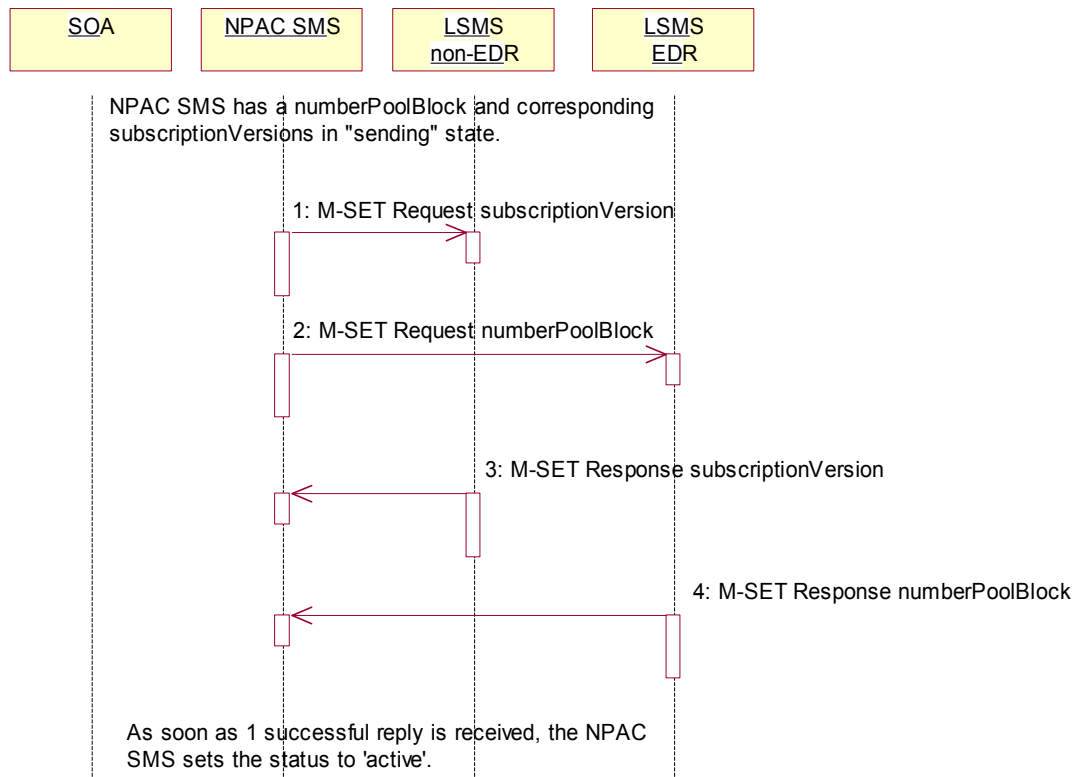 SOA
NPAC SMS
LSMS
non-EDR
LSMS
EDR
NPAC SMS has a numberPoolBlock and corresponding
subscriptionVersions in "sending" state.
1: M-SET Request subscriptionVersion
2: M-SET Request numberPoolBlock
3: M-SET Response subscriptionVersion
4: M-SET Response numberPoolBlock
As soon as 1 successful reply is received, the NPAC
SMS sets the status to 'active'.